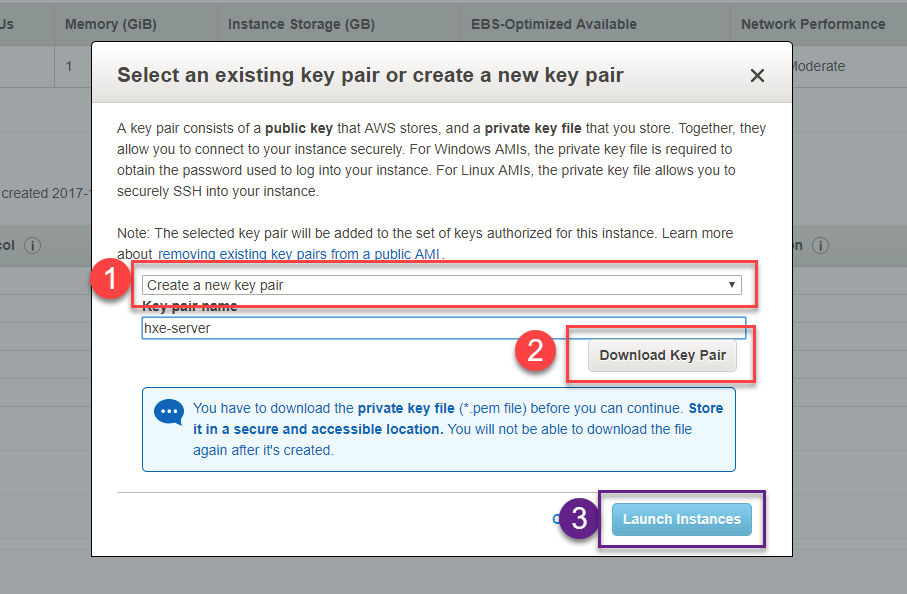 Us Memory (GiB) Instance Storage (GB) EBS-Optimized Available Network Performance
1 Moderate
Select an existing key pair or create a new key pair
A key pair consists of a public key that AWS stores, and a private key file that you store. Together, they
allow you to connect to your instance securely. For Windows AMIs, the private key file is required to
obtain the password used to log into your instance. For Linux AMIs, the private key file allows you to
securely SSH into your instance.
created 2017-
Note: The selected key pair will be added to the set of keys authorized for this instance. Learn more
about removing existing key pairs from a public AMI.
col
on
1
Create a new key pair
Key pair name
hxe-server
2
Download Key Pair
You have to download the private key file (*.pem file) before you can continue. Store
it in a secure and accessible location. You will not be able to download the file
again after it's created.
3
Launch Instances